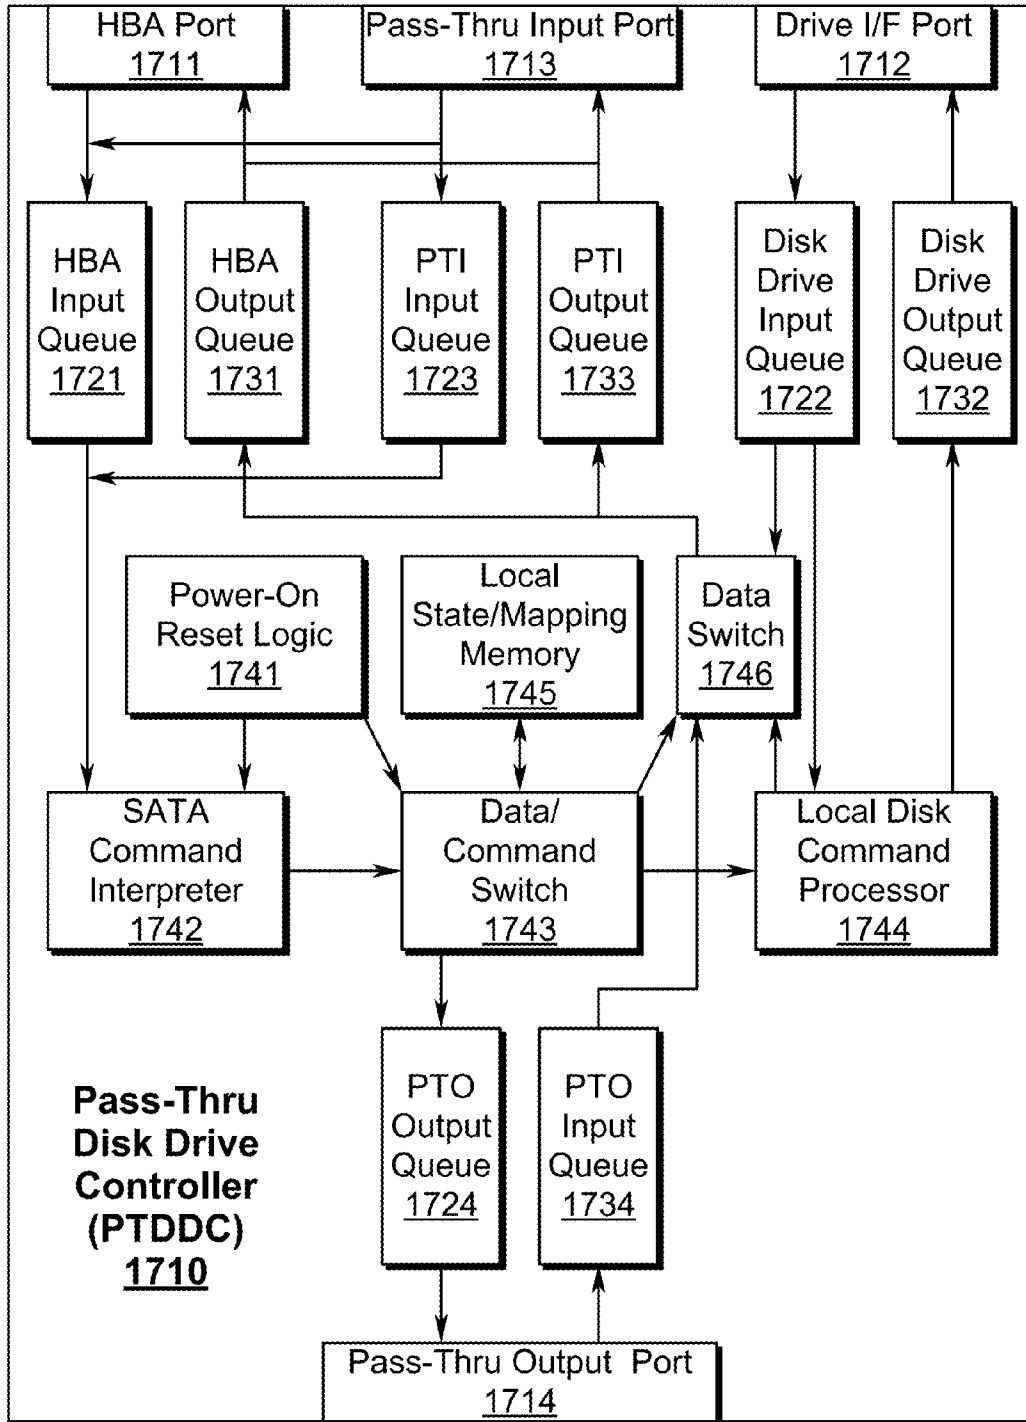 HBA Port
1711
Pass-Thru Input Port
1713
Drive I/F Port
1712
HBA
Input
Queue
1721
HBA
Output
Queue
1731
PTI
Input
Queue
1723
PTI
Output
Queue
1733
Disk
Drive
Input
Queue
1722
Disk
Drive
Output
Queue
1732
Power-On
Reset Logic
1741
Local
State/Mapping
Memory
1745
Data
Switch
1746
SATA
Command
Interpreter
1742
Data/
Command
Switch
1743
Local Disk
Command
Processor
1744
PTO
Output
Queue
1724
PTO
Input
Queue
1734
Pass-Thru
Disk Drive
Controller
(PTDDC)
1710
Pass-Thru Output Port
1714